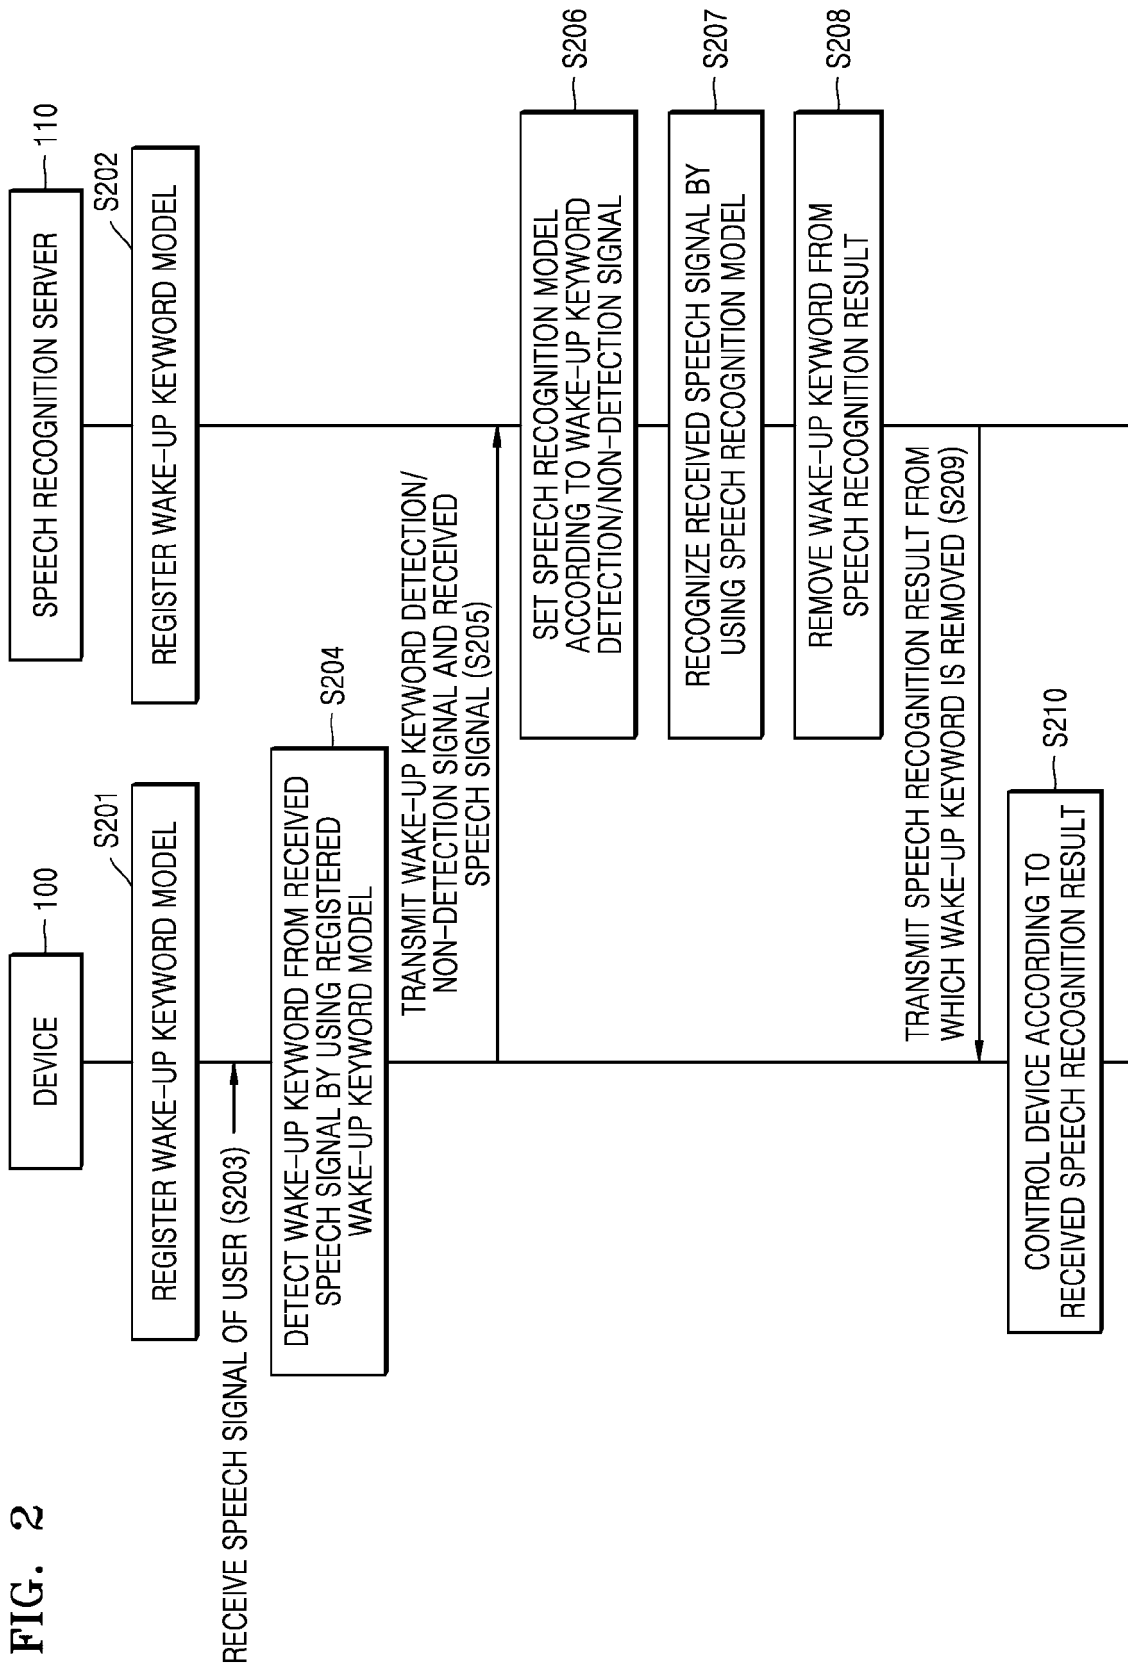 FIG. 2
DEVICE
100
SPEECH RECOGNITION SERVER
110
S201
REGISTER WAKE-UP KEYWORD MODEL
S202
REGISTER WAKE-UP KEYWORD MODEL
RECEIVE SPEECH SIGNAL OF USER (S203)
S204
DETECT WAKE-UP KEYWORD FROM RECEIVED
SPEECH SIGNAL BY USING REGISTERED
WAKE-UP KEYWORD MODEL
TRANSMIT WAKE-UP KEYWORD DETECTION/
NON-DETECTION SIGNAL AND RECEIVED
SPEECH SIGNAL (S205)
SET SPEECH RECOGNITION MODEL
ACCORDING TO WAKE-UP KEYWORD
DETECTION/NON-DETECTION SIGNAL
S206
RECOGNIZE RECEIVED SPEECH SIGNAL BY
USING SPEECH RECOGNITION MODEL
S207
REMOVE WAKE-UP KEYWORD FROM
SPEECH RECOGNITION RESULT
S208
TRANSMIT SPEECH RECOGNITION RESULT FROM
WHICH WAKE-UP KEYWORD IS REMOVED (S209)
CONTROL DEVICE ACCORDING TO
RECEIVED SPEECH RECOGNITION RESULT
S210